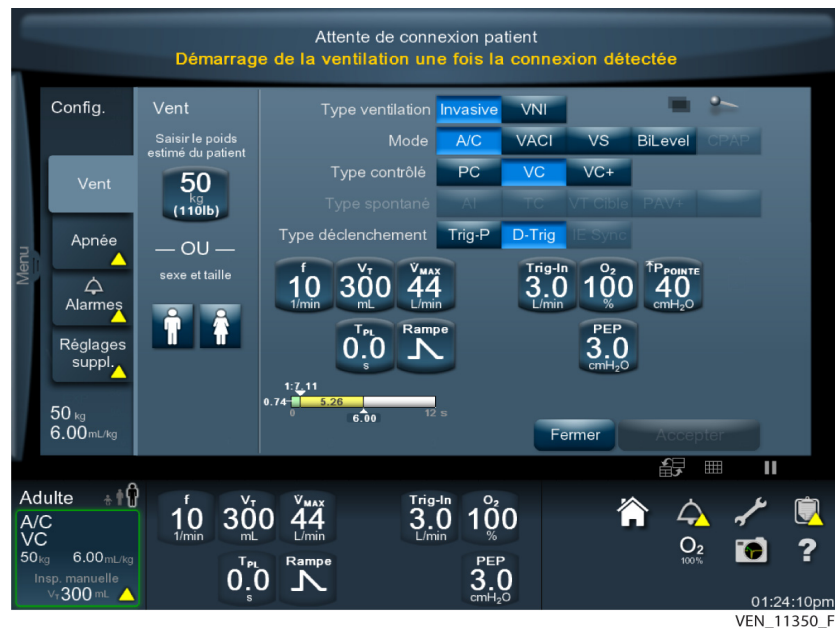 Attente de connexion patient
Démarrage de la ventilation une fois la connexion détectée
Menu
Config.
Vent
Apnée
Alarmes
Réglages
suppl.
50 kg
6.00 mL/kg
Vent
Saisir le poids
estimé du patient
50
kg
(110lb)
— OU —
sexe et taille
Type ventilation Invasive VNI
Mode A/C VACI VS BiLevel CPAP
Type contrôlé PC VC VC+
Type spontané AI TC VT Cible PAV+
Type déclenchement Trig-P D-Trig IE Sync
f VT V̇MAX Trig-In O2 PPOINTE
10 300 44 3.0 100 40
1/min mL L/min L/min % cmH2O
TPL Rampe PEP
0.0 3.0
s cmH2O
1:7.11
0.74 5.26
0 6.00 12 s
Fermer Accepter
Adulte
A/C
VC
50 kg 6.00 mL/kg
Insp. manuelle
VT 300 mL
f VT V̇MAX Trig-In O2
10 300 44 3.0 100
1/min mL L/min L/min %
TPL Rampe PEP
0.0 3.0
s cmH2O
O2
100%
?
01:24:10pm
VEN_11350_F